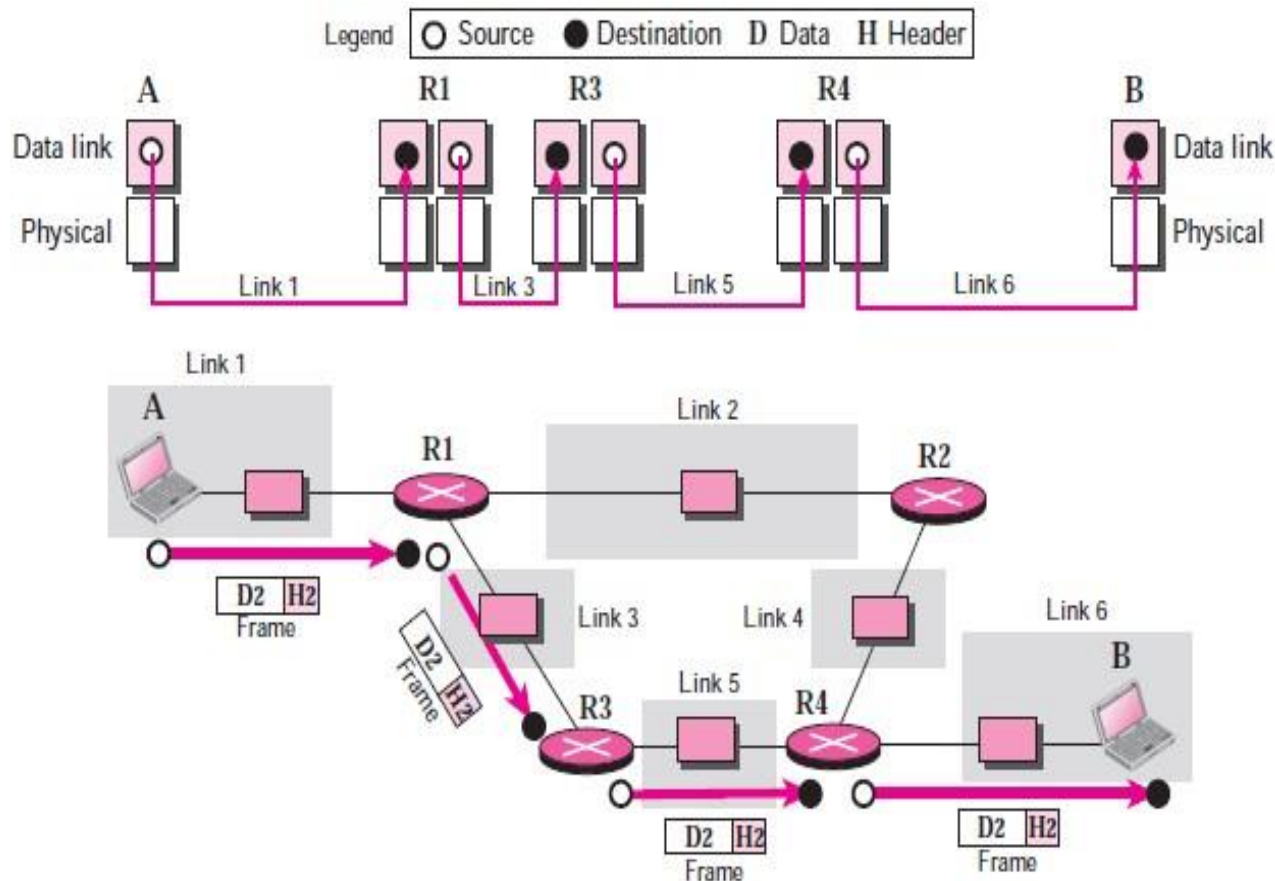 Legend Source Destination D Data H Header
A R1 R3 R4 B
Data link Data link
Physical Physical
Link 1 Link 3 Link 5 Link 6
Link 1
A
Link 2
R1 R2
D2 H2
Frame
Link 3
Link 4
Link 6
D2 H2
Frame
B
R3
Link 5
R4
D2 H2
Frame
D2 H2
Frame